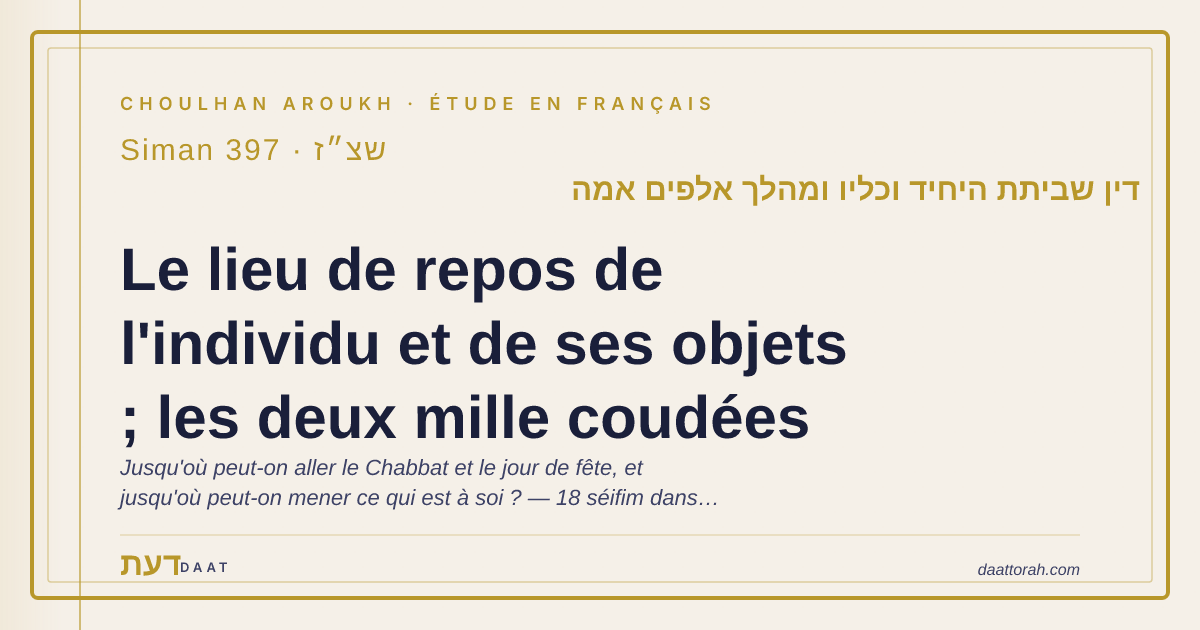 CHOULHAN AROUKH · ÉTUDE EN FRANÇAIS
Siman 397 · שצ״ז
דין שביתת היחיד וכליו ומהלך אלפים אמה
Le lieu de repos de
l'individu et de ses objets
; les deux mille coudées
Jusqu'où peut-on aller le Chabbat et le jour de fête, et
jusqu'où peut-on mener ce qui est à soi ? — 18 séifim dans…
דעת DAAT
daattorah.com